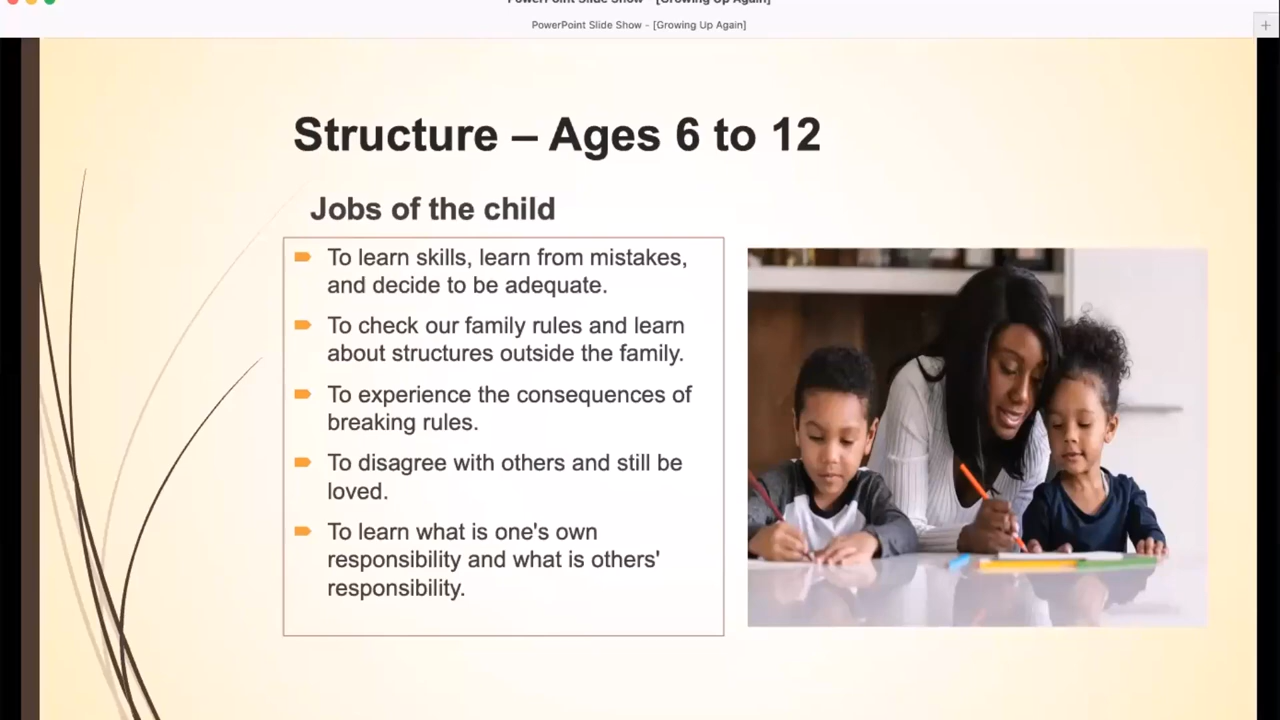 PowerPoint Slide Show - [Growing Up Again]
PowerPoint Slide Show - [Growing Up Again]
Structure – Ages 6 to 12
Jobs of the child
To learn skills, learn from mistakes,
and decide to be adequate.
To check our family rules and learn
about structures outside the family.
To experience the consequences of
breaking rules.
To disagree with others and still be
loved.
To learn what is one's own
responsibility and what is others'
responsibility.